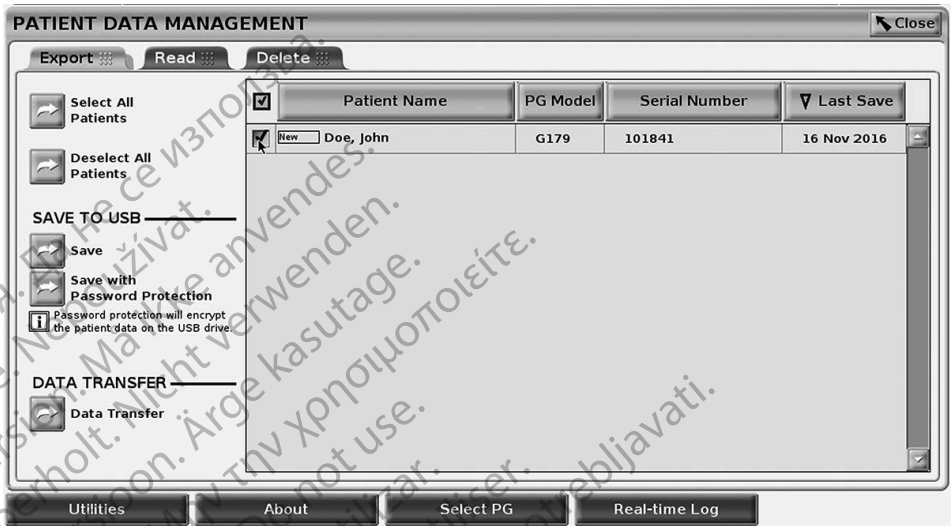 PATIENT DATA MANAGEMENT
Close
Export Read Delete
Select All
Patients
Deselect All
Patients
SAVE TO USB
Save
Save with
Password Protection
Password protection will encrypt
the patient data on the USB drive.
DATA TRANSFER
Data Transfer
Patient Name PG Model Serial Number Last Save
New Doe, John G179 101841 16 Nov 2016
Utilities About Select PG Real-time Log
Да не се използва.
Nepoužívat.
Må ikke anvendes.
Nicht verwenden.
Ärge kasutage.
την χρησιμοποιείτε.
not use.